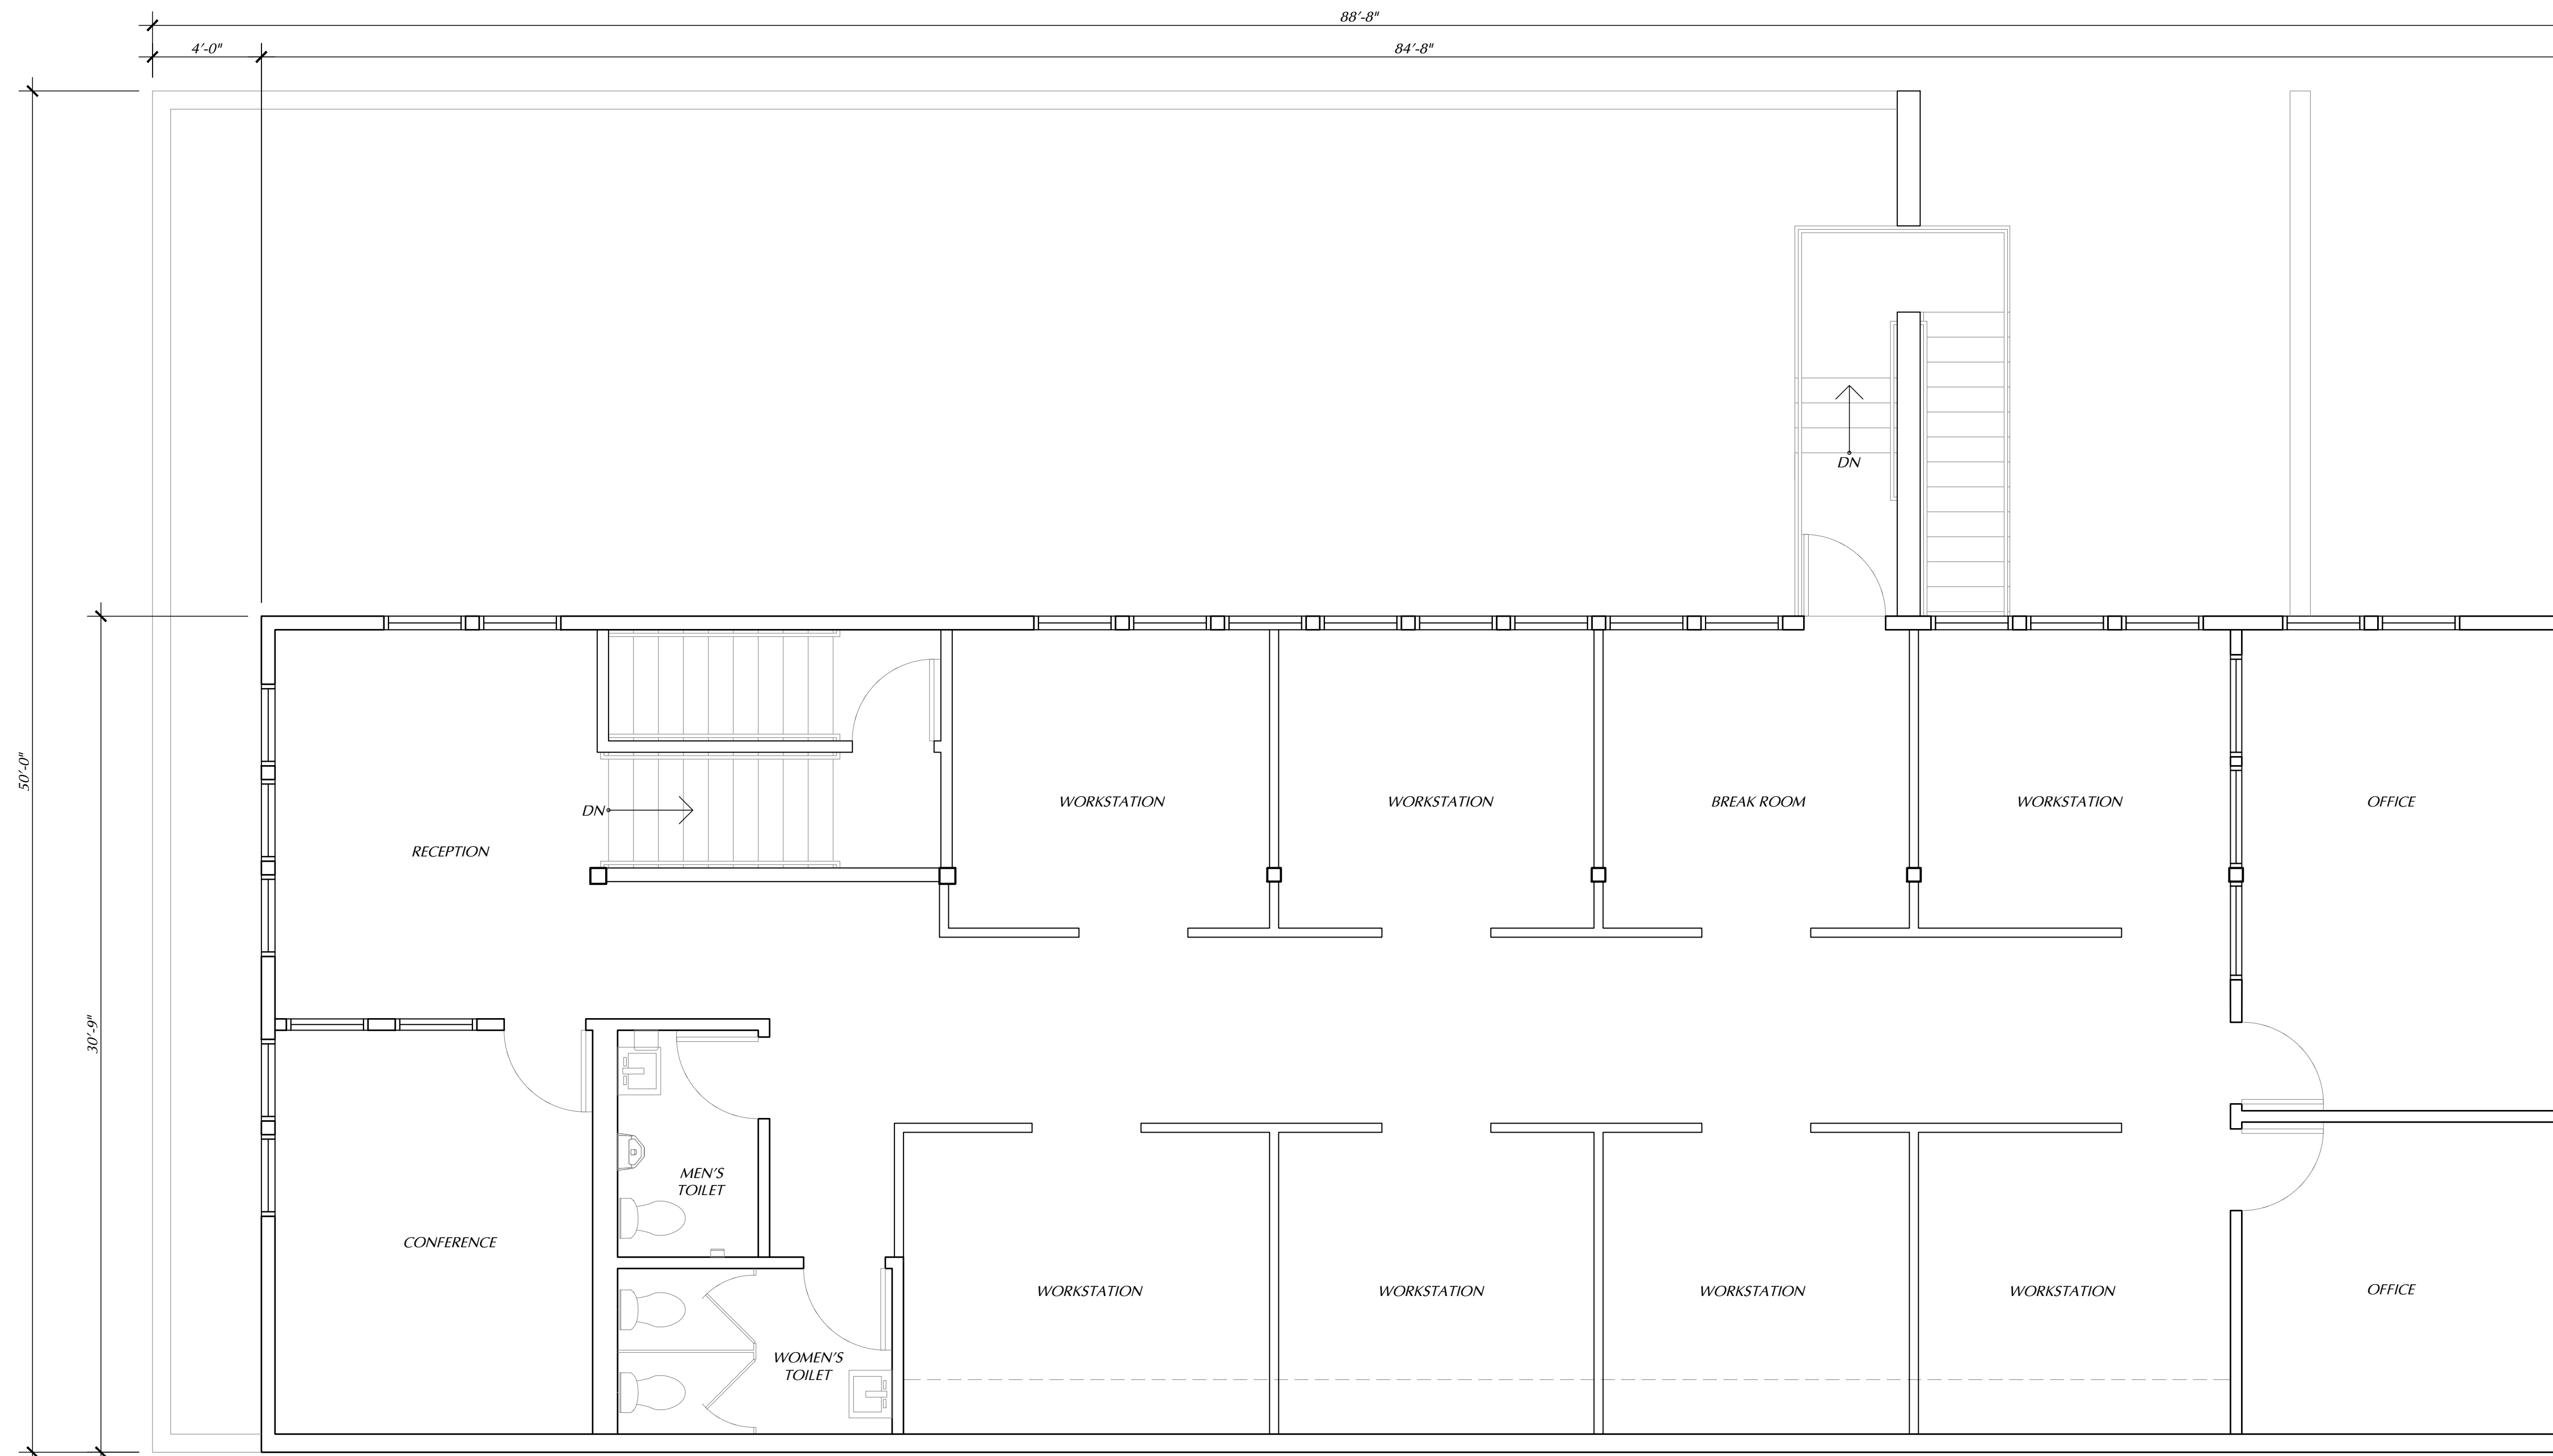 88'-8"
4'-0"
84'-8"
DN
50'-0"
30'-9"
WORKSTATION
WORKSTATION
BREAK ROOM
WORKSTATION
OFFICE
DN
RECEPTION
MEN'S
TOILET
CONFERENCE
WORKSTATION
WORKSTATION
WORKSTATION
WORKSTATION
OFFICE
WOMEN'S
TOILET